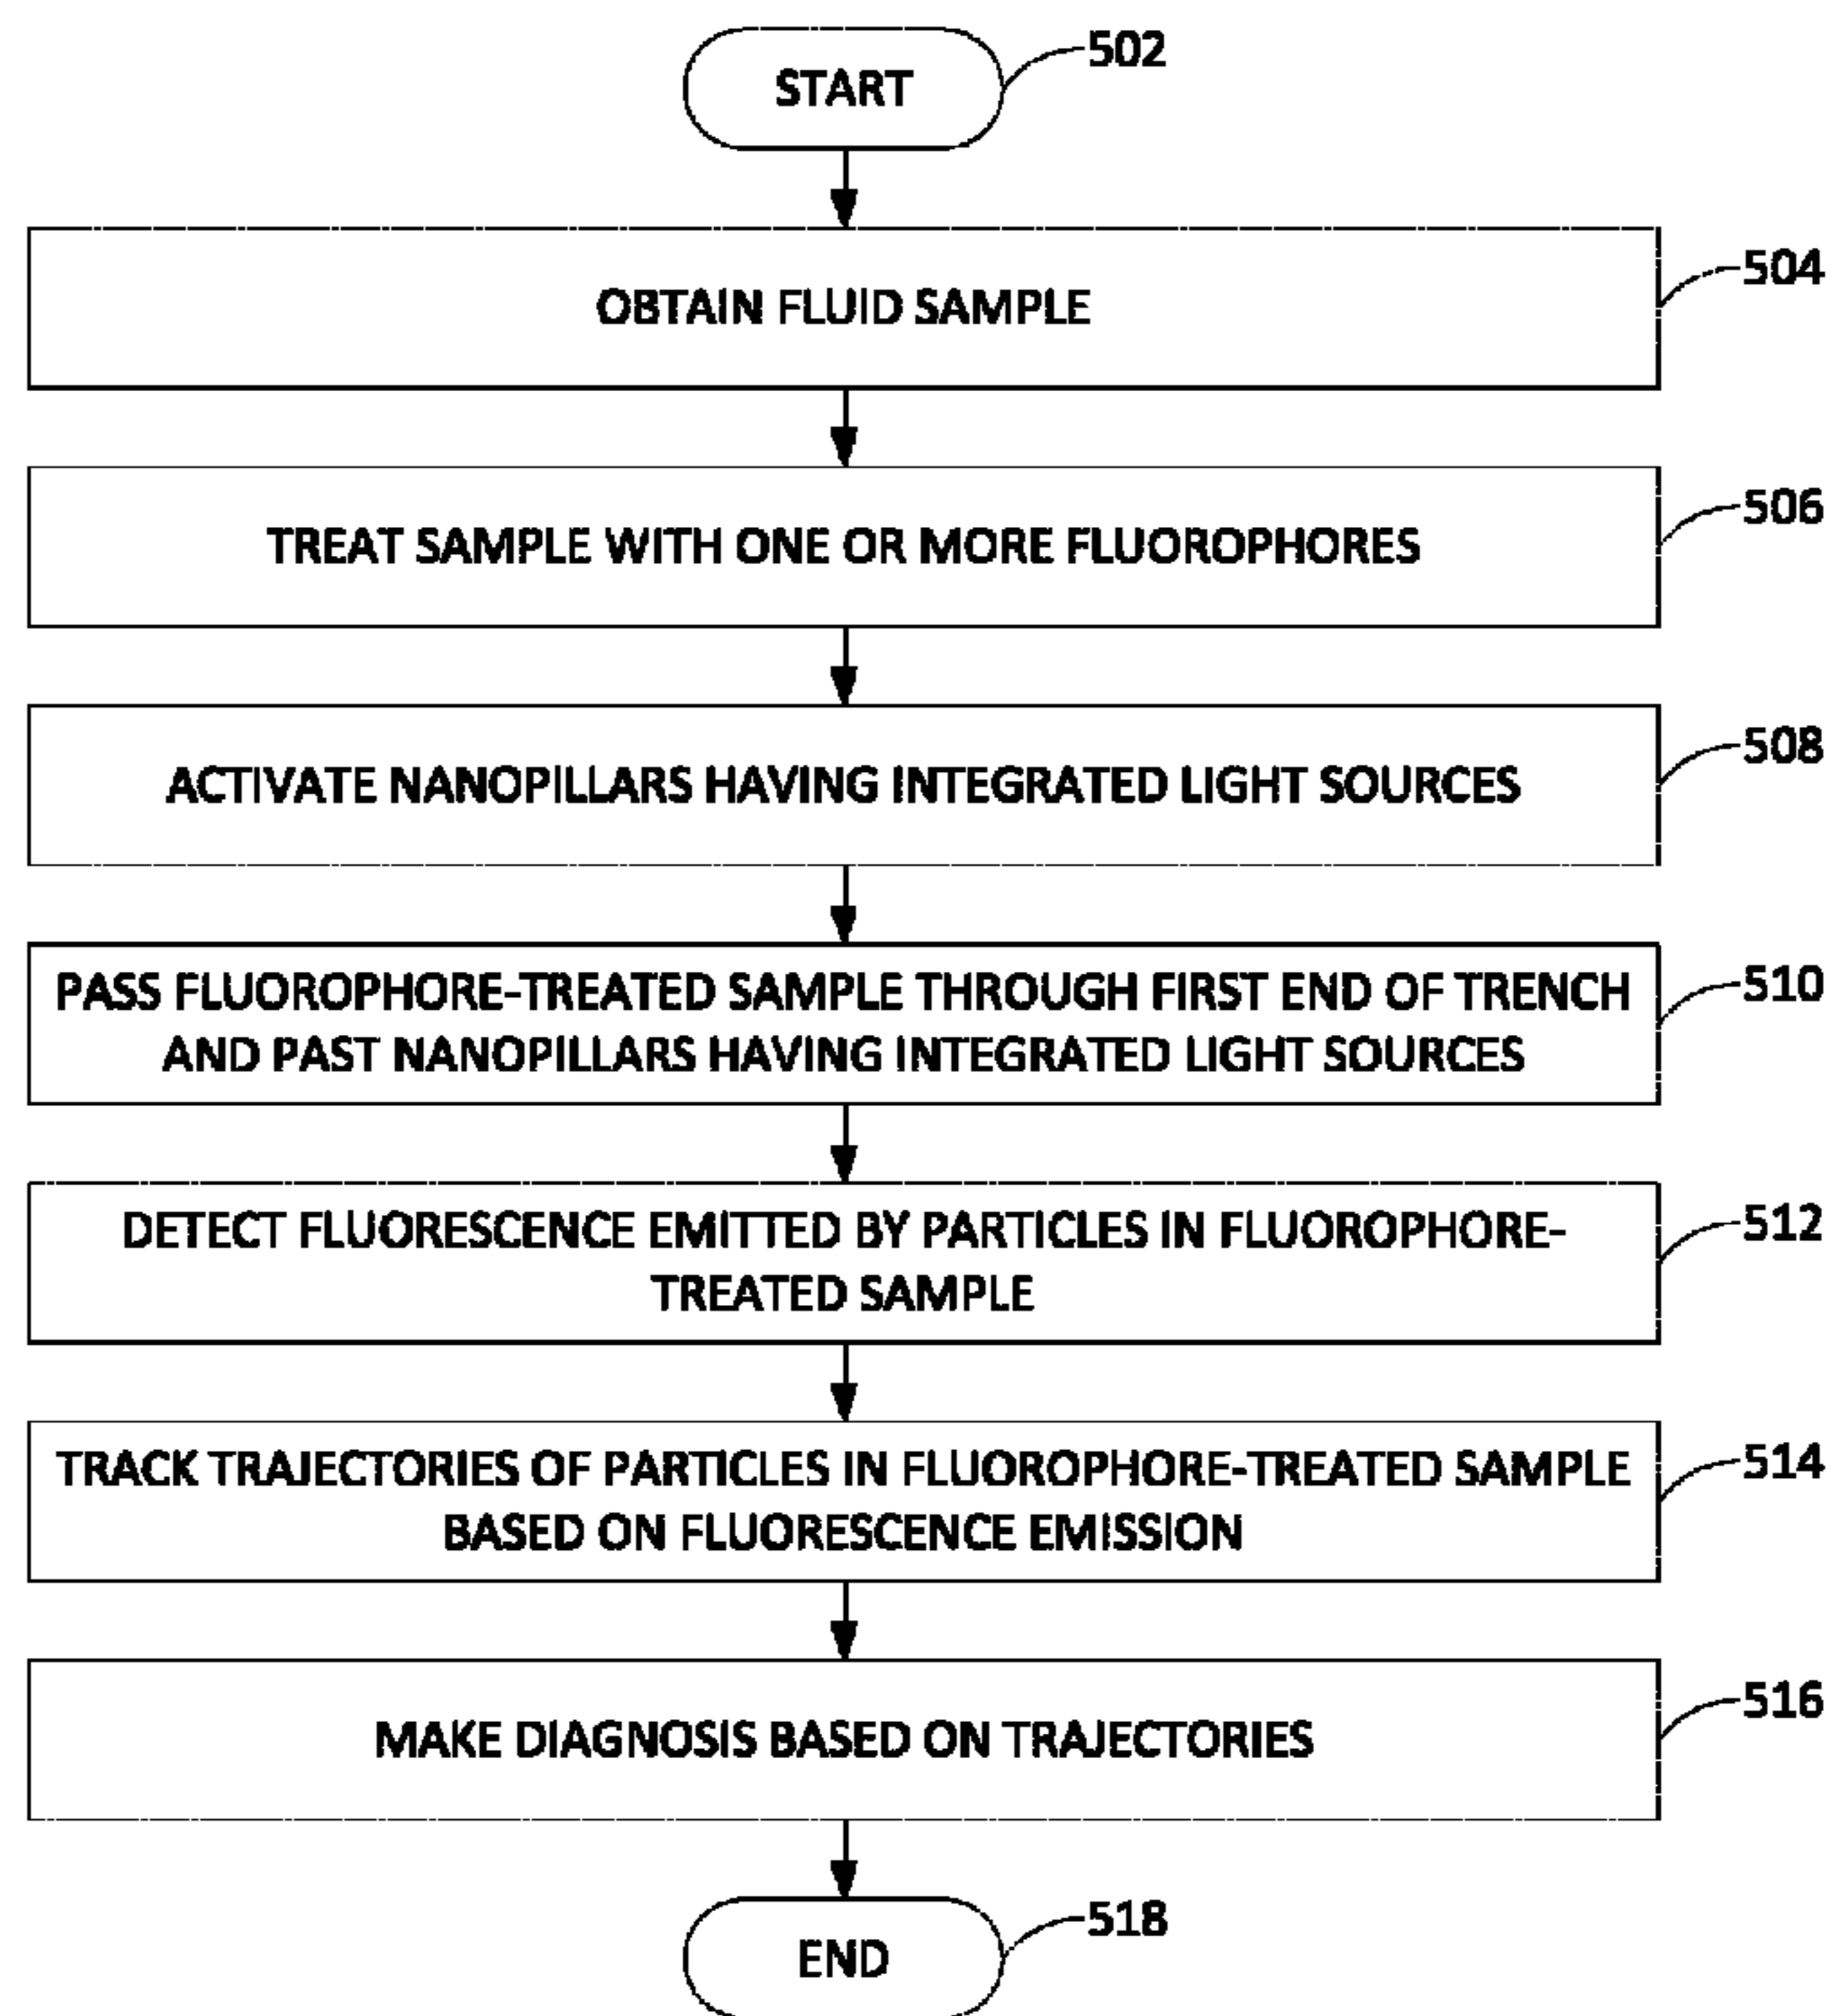 START
502
OBTAIN FLUID SAMPLE
504
TREAT SAMPLE WITH ONE OR MORE FLUOROPHORES
506
ACTIVATE NANOPILLARS HAVING INTEGRATED LIGHT SOURCES
508
PASS FLUOROPHORE-TREATED SAMPLE THROUGH FIRST END OF TRENCH
AND PAST NANOPILLARS HAVING INTEGRATED LIGHT SOURCES
510
DETECT FLUORESCENCE EMITTED BY PARTICLES IN FLUOROPHORE-
TREATED SAMPLE
512
TRACK TRAJECTORIES OF PARTICLES IN FLUOROPHORE-TREATED SAMPLE
BASED ON FLUORESCENCE EMISSION
514
MAKE DIAGNOSIS BASED ON TRAJECTORIES
516
END
518